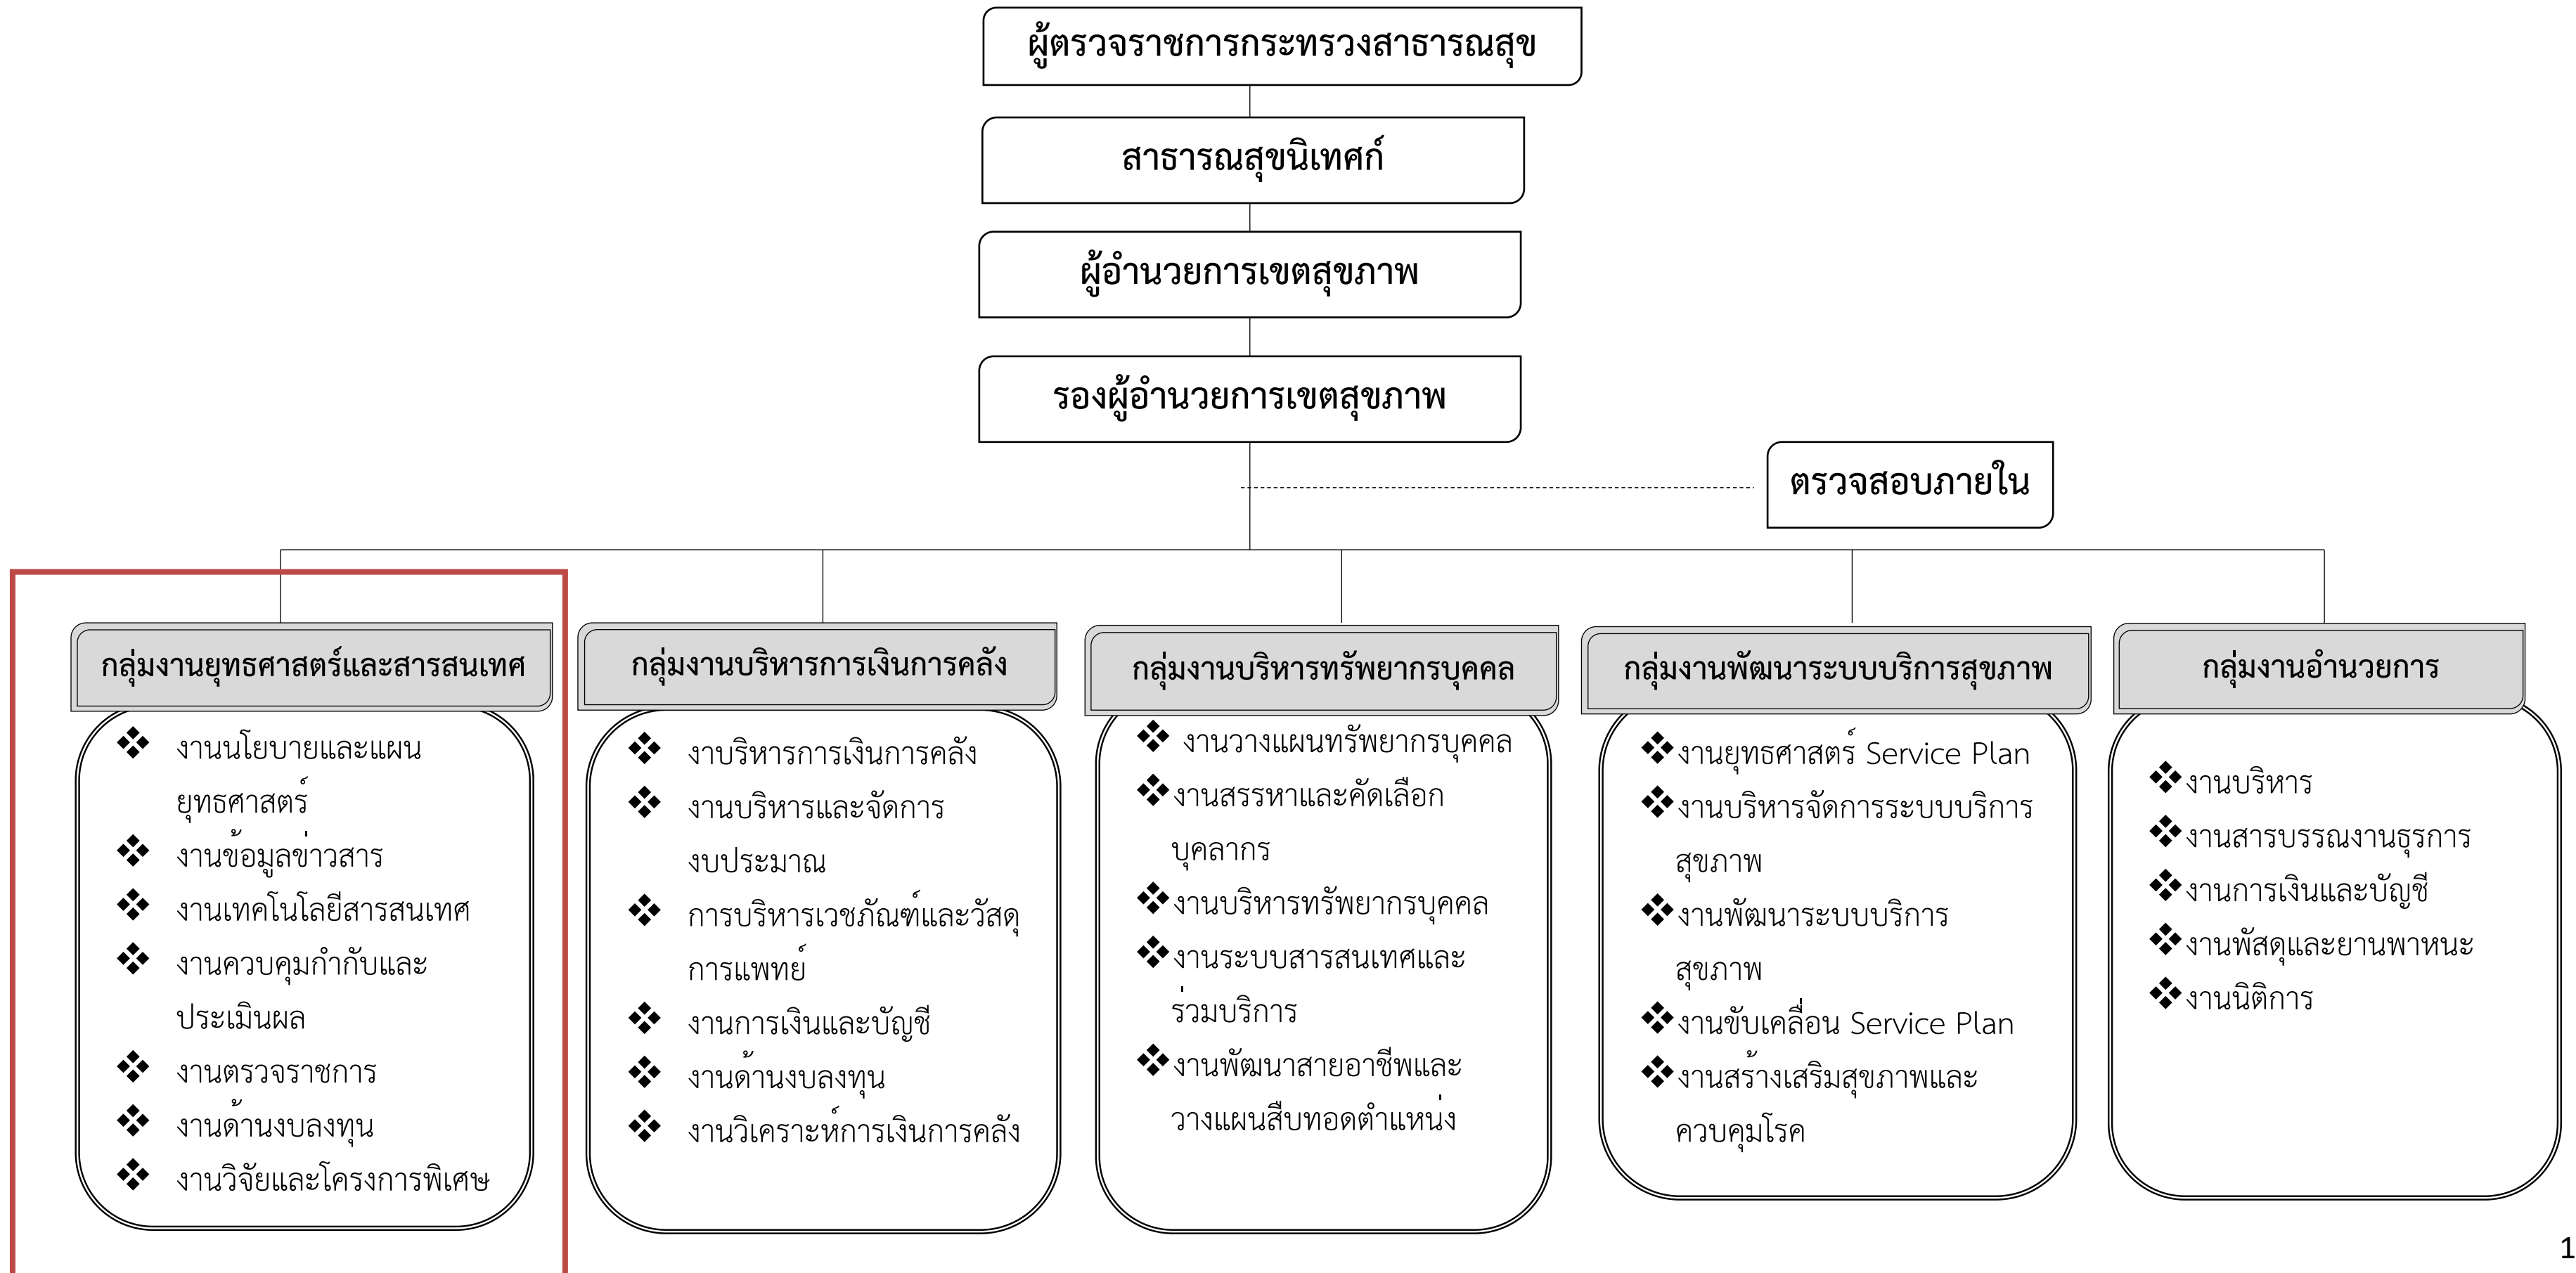 ผู้ตรวจราชการกระทรวงสาธารณสุข
สาธารณสุขนิเทศก์
ผู้อำนวยการเขตสุขภาพ
รองผู้อำนวยการเขตสุขภาพ
ตรวจสอบภายใน
กลุ่มงานยุทธศาสตร์และสารสนเทศ
❖ งานนโยบายและแผน
ยุทธศาสตร์
❖ งานข้อมูลข่าวสาร
❖ งานเทคโนโลยีสารสนเทศ
❖ งานควบคุมกำกับและ
ประเมินผล
❖ งานตรวจราชการ
❖ งานด้านงบลงทุน
❖ งานวิจัยและโครงการพิเศษ
กลุ่มงานบริหารการเงินการคลัง
❖ งาบริหารการเงินการคลัง
❖ งานบริหารและจัดการ
งบประมาณ
❖ การบริหารเวชภัณฑ์และวัสดุ
การแพทย์
❖ งานการเงินและบัญชี
❖ งานด้านงบลงทุน
❖ งานวิเคราะห์การเงินการคลัง
กลุ่มงานบริหารทรัพยากรบุคคล
❖ งานวางแผนทรัพยากรบุคคล
❖ งานสรรหาและคัดเลือก
บุคลากร
❖ งานบริหารทรัพยากรบุคคล
❖ งานระบบสารสนเทศและ
ร่วมบริการ
❖ งานพัฒนาสายอาชีพและ
วางแผนสืบทอดตำแหน่ง
กลุ่มงานพัฒนาระบบบริการสุขภาพ
❖ งานยุทธศาสตร์ Service Plan
❖ งานบริหารจัดการระบบบริการ
สุขภาพ
❖ งานพัฒนาระบบบริการ
สุขภาพ
❖ งานขับเคลื่อน Service Plan
❖ งานสร้างเสริมสุขภาพและ
ควบคุมโรค
กลุ่มงานอำนวยการ
❖ งานบริหาร
❖ งานสารบรรณงานธุรการ
❖ งานการเงินและบัญชี
❖ งานพัสดุและยานพาหนะ
❖ งานนิติการ
1